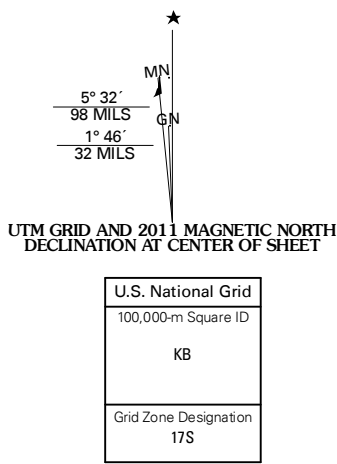 ★
MN
5° 32´
98 MILS
GN
1° 46´
32 MILS
UTM GRID AND 2011 MAGNETIC NORTH
DECLINATION AT CENTER OF SHEET
U.S. National Grid
100,000-m Square ID
KB
Grid Zone Designation
17S